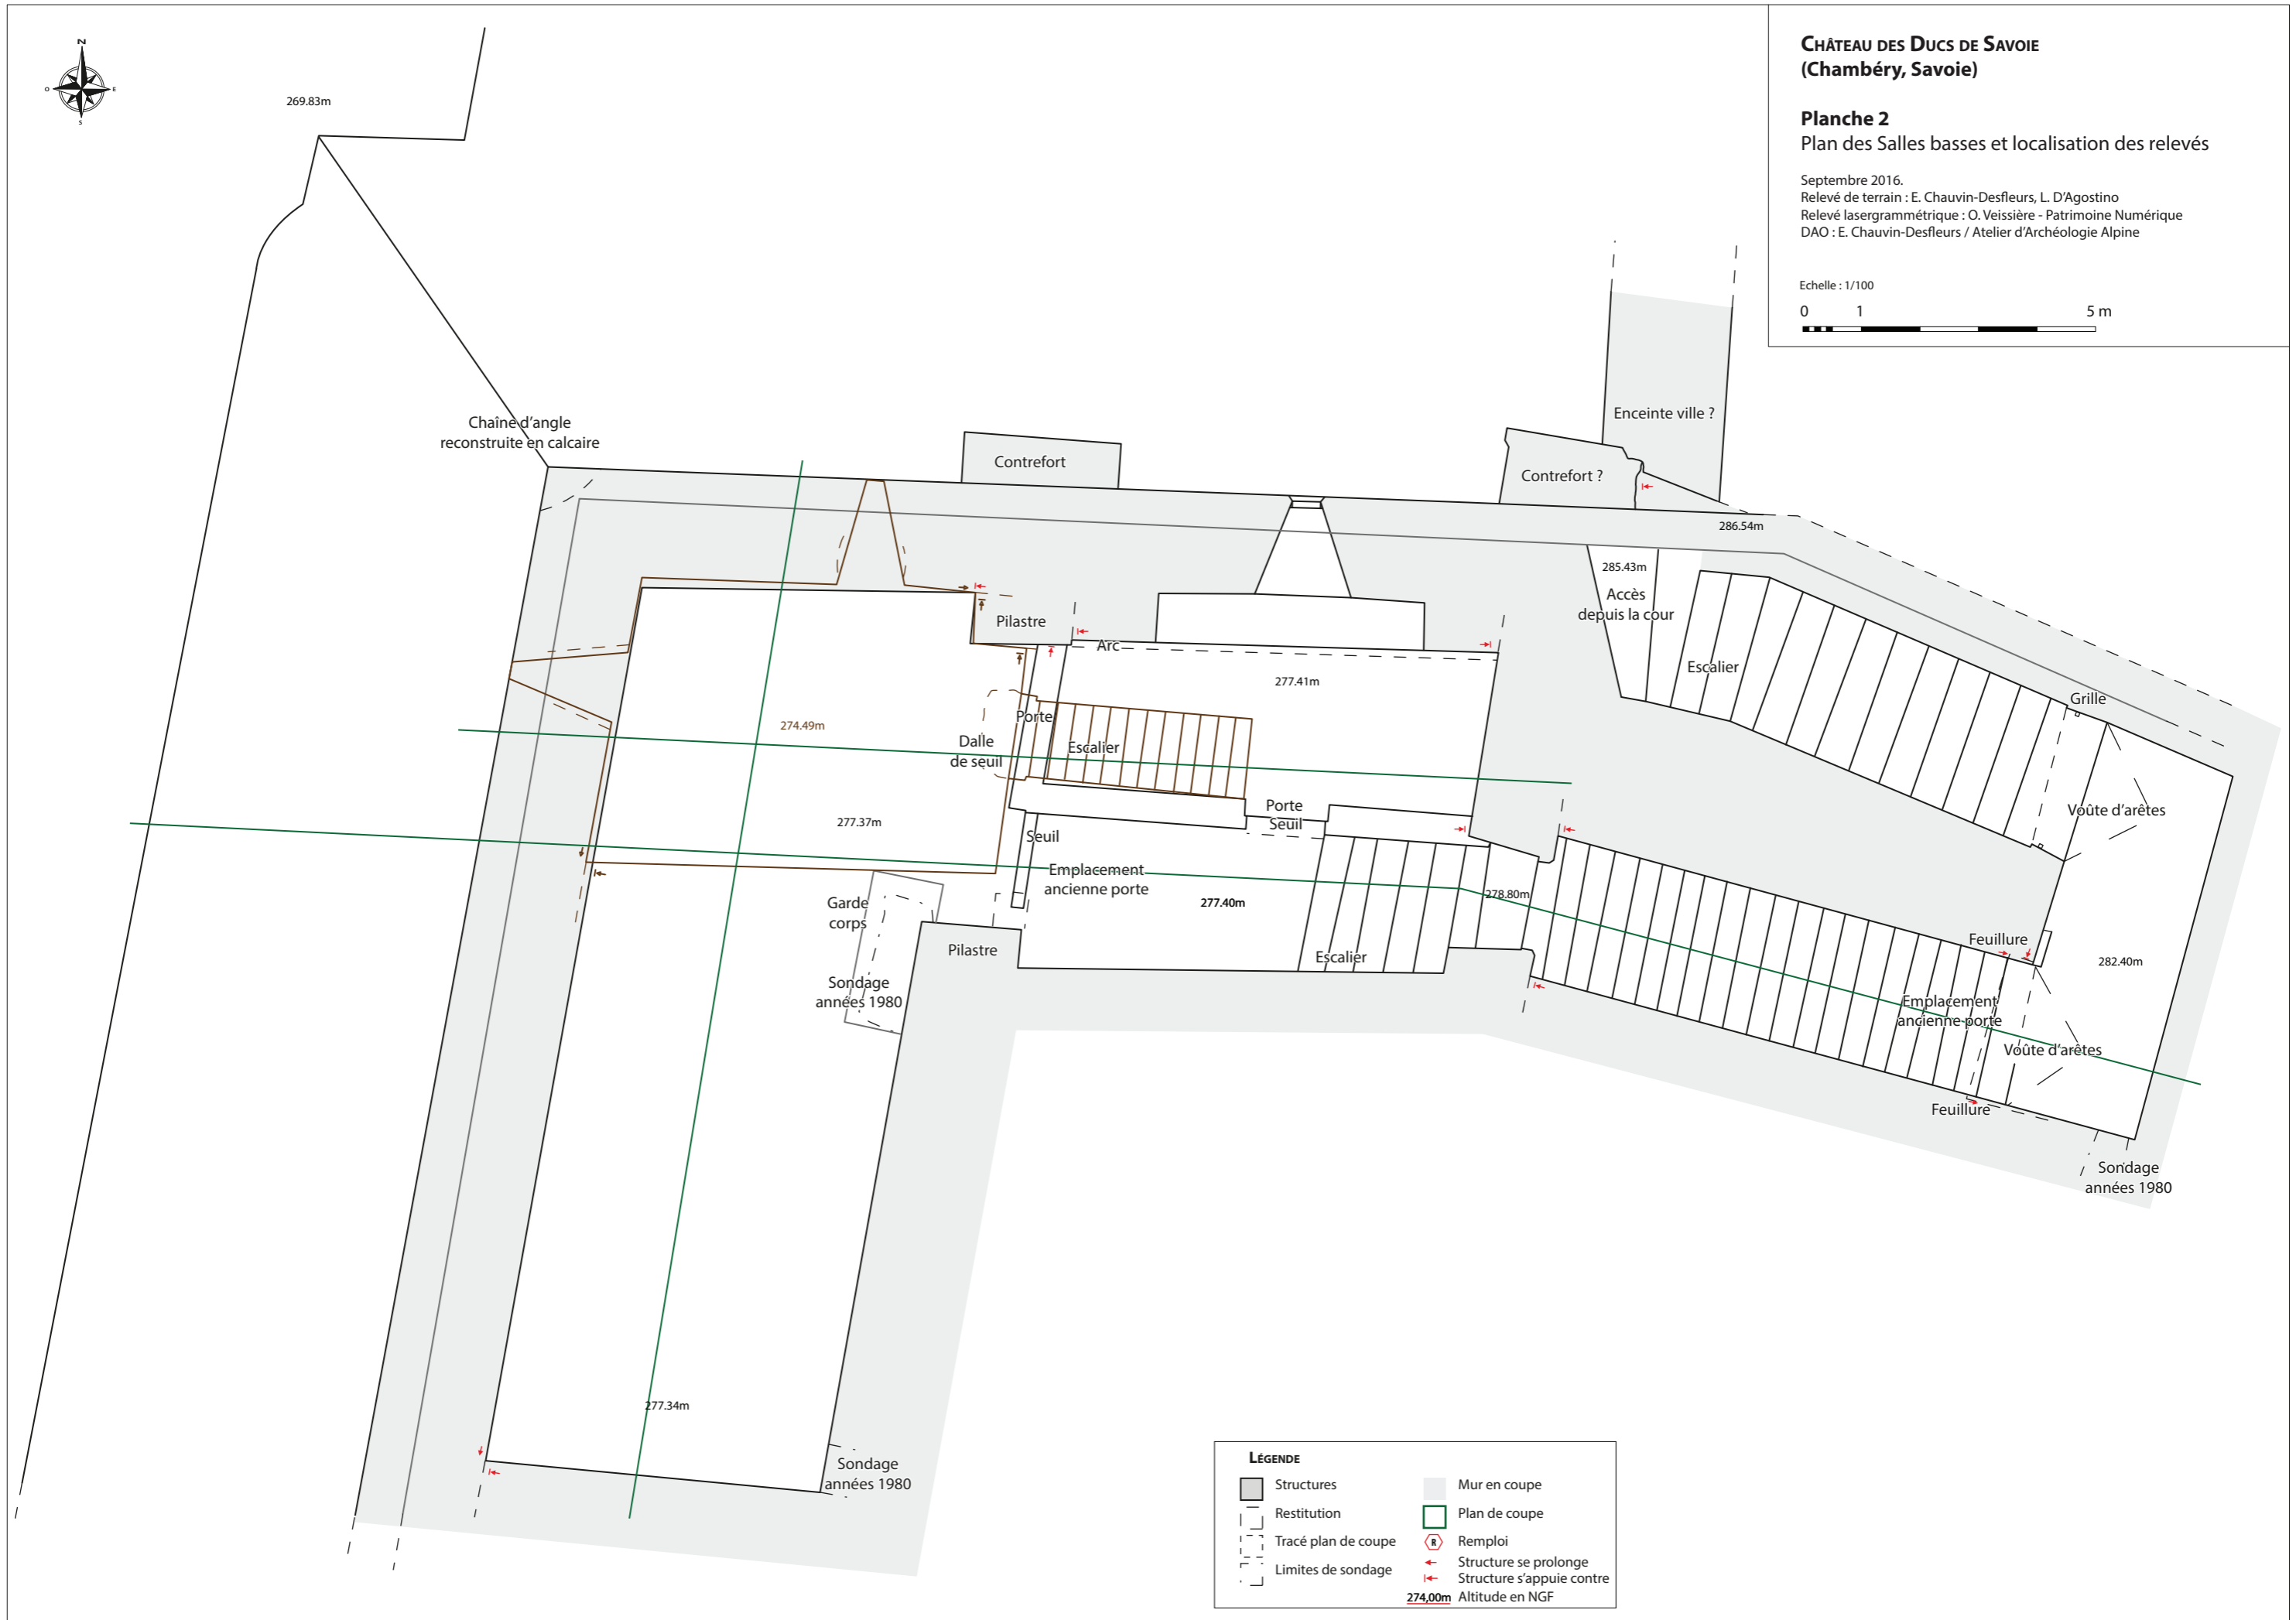 CHÂTEAU DES DUCS DE SAVOIE
(Chambéry, Savoie)
Planche 2
Plan des Salles basses et localisation des relevés
Septembre 2016.
Relevé de terrain : E. Chauvin-Desfleurs, L. D'Agostino
Relevé lasergrammétrique : O. Veissière - Patrimoine Numérique
DAO : E. Chauvin-Desfleurs / Atelier d'Archéologie Alpine
Echelle : 1/100
0 1 5 m
N
O E
S
269.83m
Chaîne d'angle
reconstruite en calcaire
Contrefort
Contrefort ?
Enceinte ville ?
286.54m
285.43m
Accès
depuis la cour
Escalier
Grille
Voûte d'arêtes
Pilastre
Arc
277.41m
274.49m
Porte
Dalle
de seuil
Escalier
Porte
Seuil
277.37m
Seuil
Emplacement
ancienne porte
278.80m
277.40m
Garde
corps
Pilastre
Escalier
Sondage
années 1980
Feuillure
282.40m
Emplacement
ancienne porte
Voûte d'arêtes
Feuillure
Sondage
années 1980
277.34m
Sondage
années 1980
LÉGENDE
Structures
Restitution
Tracé plan de coupe
Limites de sondage
Mur en coupe
Plan de coupe
R Remploi
Structure se prolonge
Structure s'appuie contre
274,00m Altitude en NGF